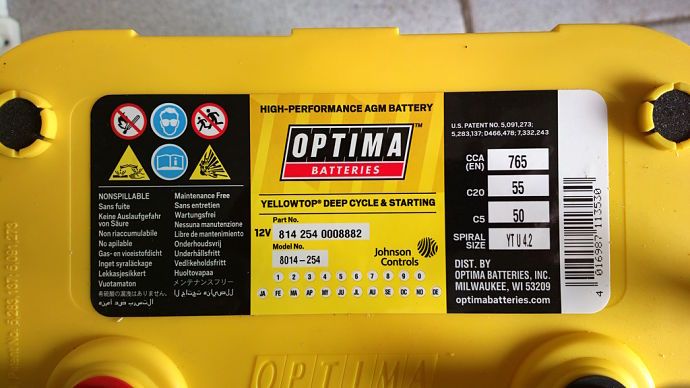 HIGH-PERFORMANCE AGM BATTERY
OPTIMA™
BATTERIES
YELLOWTOP® DEEP CYCLE & STARTING
Part No.
12V 814 254 0008882
Model No.
8014-254
Johnson
Controls
1 2 3 4 5 6 7 8 9 0
JA FE MA AP MY JN JL AU SE OC NO DE
NONSPILLABLE
Sans fuite
Keine Auslaufgefahr
von Säure
Non riaccumulabile
No apilable
Gas- en vloeistofdicht
Inget syraläckage
Lekkasjesikkert
Vuotamaton
Maintenance Free
Sans entretien
Wartungsfrei
Nessuna manutenzione
Libre de mantenimiento
Onderhoudsvrij
Underhållsfritt
Vedlikeholdsfritt
Huoltovapaa
メンテナンスフリー
U.S. PATENT NO. 5,091,273;
5,283,137; D466,478; 7,332,243
CCA
(EN) 765
C20 55
C5 50
SPIRAL
SIZE YT U 4.2
DIST. BY
OPTIMA BATTERIES, INC.
MILWAUKEE, WI 53209
optimabatteries.com
4 016987 113530
OPTIMA